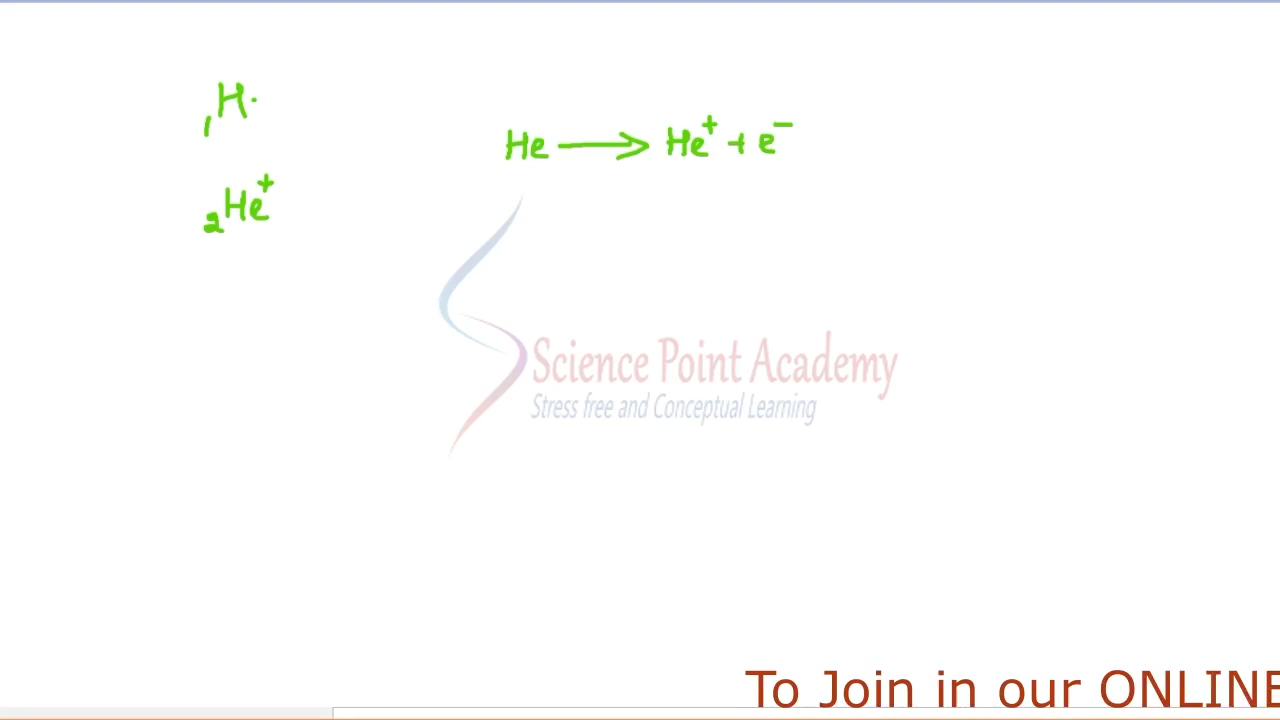 ₁H·
He ⟶ He⁺ + e⁻
₂He⁺
Science Point Academy
Stress free and Conceptual Learning
To Join in our ONLINE